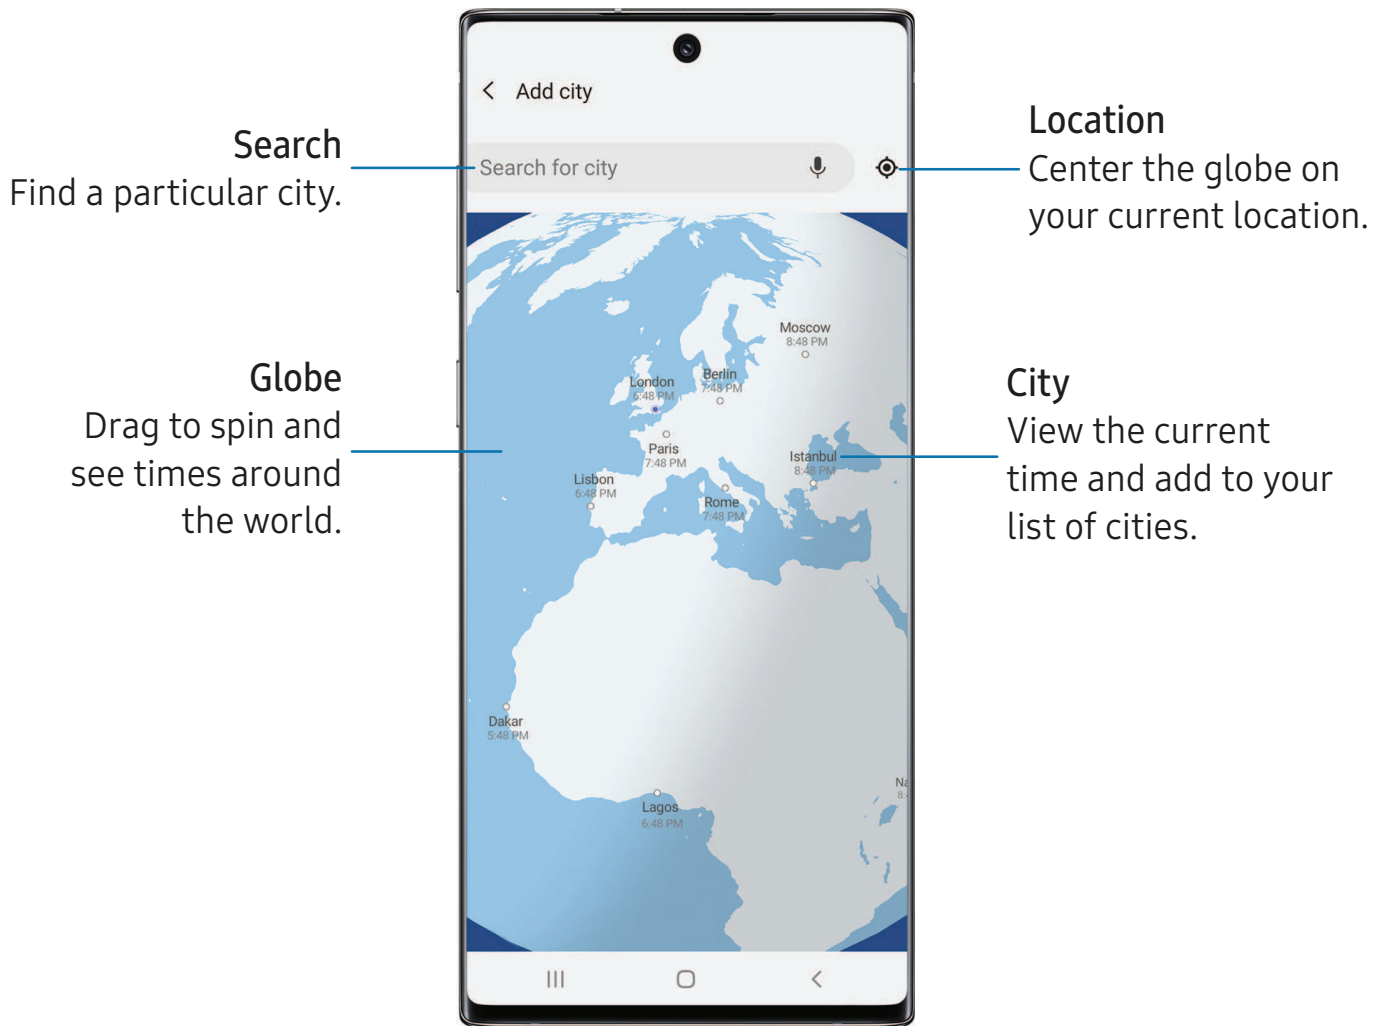 Add city
Search
Find a particular city.
Search for city
Location
Center the globe on
your current location.
Moscow
8:48 PM
Berlin
7:48 PM
London
6:48 PM
Paris
7:48 PM
Istanbul
8:48 PM
Lisbon
6:48 PM
Rome
7:48 PM
Globe
Drag to spin and
see times around
the world.
City
View the current
time and add to your
list of cities.
Dakar
5:48 PM
Lagos
6:48 PM
Na
8: